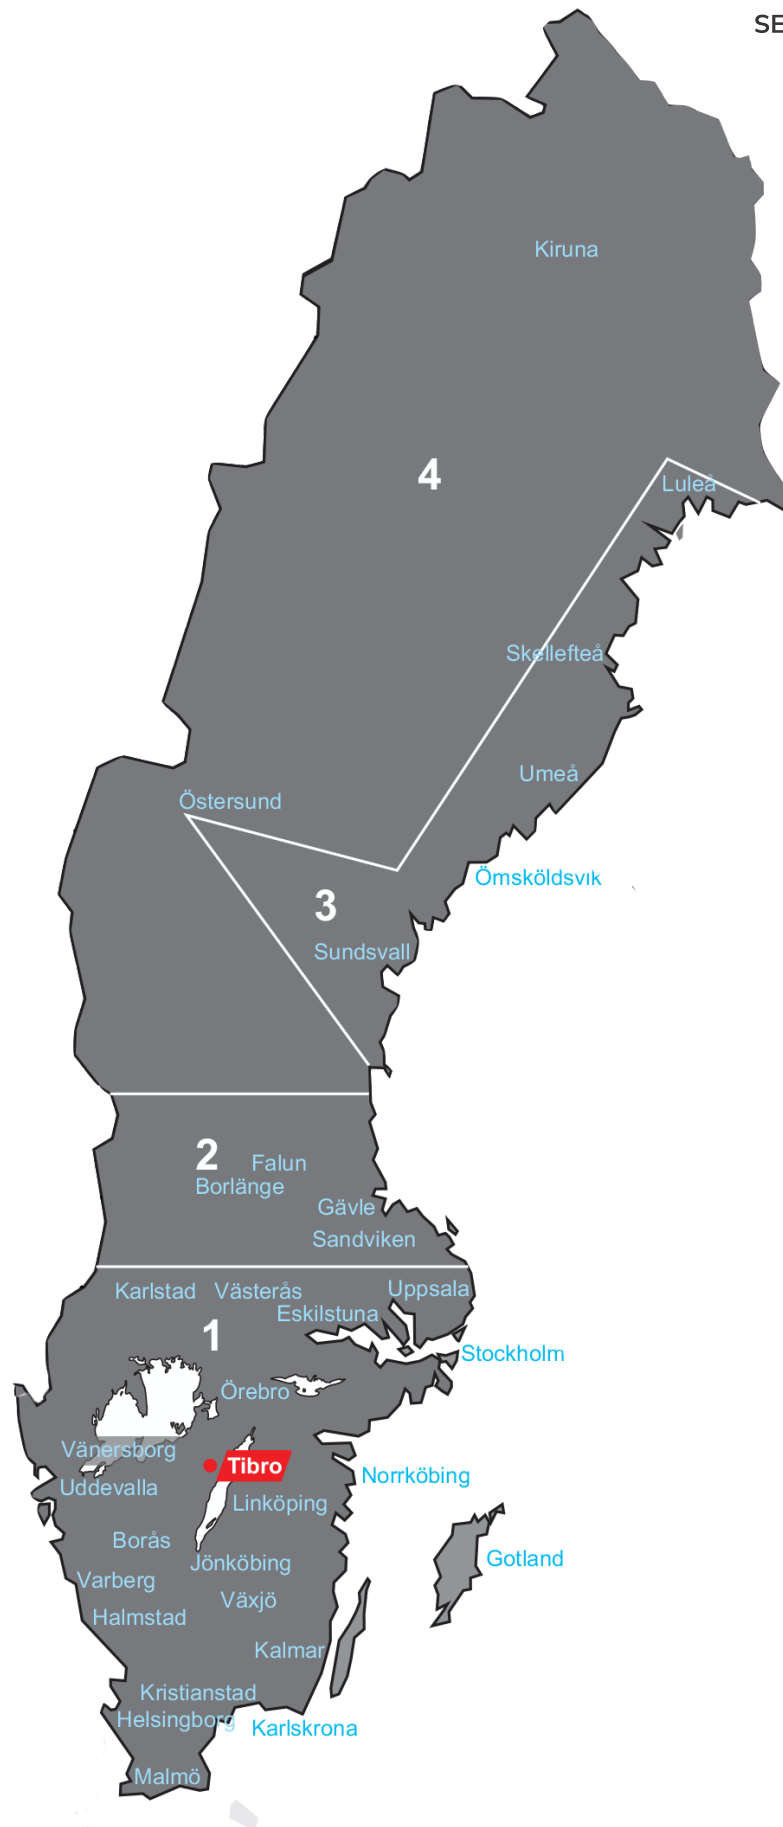 SE
Kiruna
4
Luleå
Skellefteå
Umeå
Östersund
Ömsköldsvik
3
Sundsvall
2
Falun
Borlänge
Gävle
Sandviken
Karlstad
Västerås
Uppsala
Eskilstuna
1
Stockholm
Örebro
Vänersborg
Tibro
Norrköbing
Uddevalla
Linköping
Borås
Gotland
Jönköbing
Varberg
Växjö
Halmstad
Kalmar
Kristianstad
Helsingborg
Karlskrona
Malmö